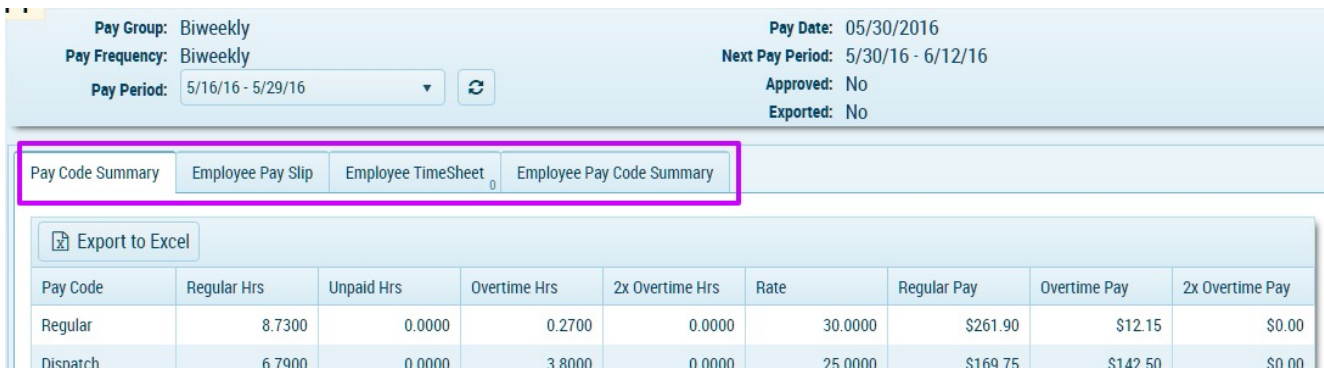 Pay Group: Biweekly
Pay Date: 05/30/2016
Pay Frequency: Biweekly
Next Pay Period: 5/30/16 - 6/12/16
Pay Period: 5/16/16 - 5/29/16
Approved: No
Exported: No
Pay Code Summary Employee Pay Slip Employee TimeSheet 0 Employee Pay Code Summary
Export to Excel
Pay Code Regular Hrs Unpaid Hrs Overtime Hrs 2x Overtime Hrs Rate Regular Pay Overtime Pay 2x Overtime Pay
Regular 8.7300 0.0000 0.2700 0.0000 30.0000 $261.90 $12.15 $0.00
Dispatch 6.7900 0.0000 3.8000 0.0000 25.0000 $169.75 $142.50 $0.00